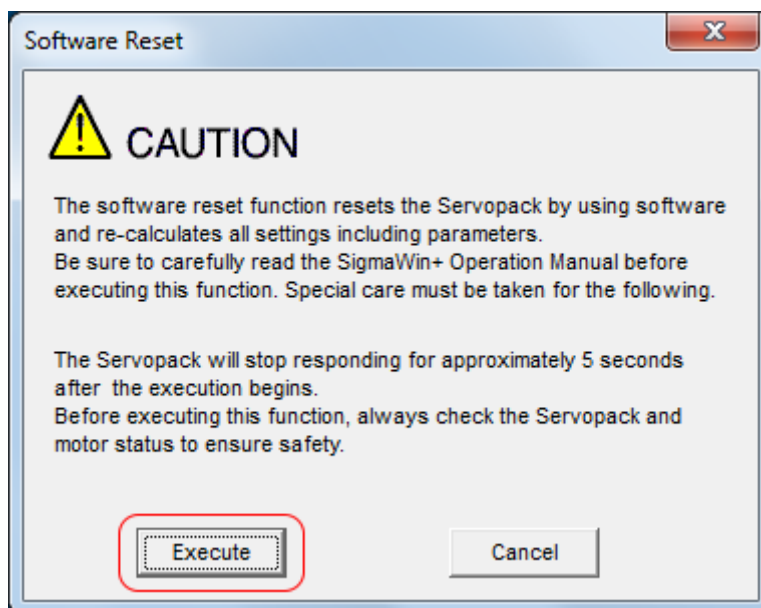 Software Reset
CAUTION
The software reset function resets the Servopack by using software
and re-calculates all settings including parameters.
Be sure to carefully read the SigmaWin+ Operation Manual before
executing this function. Special care must be taken for the following.
The Servopack will stop responding for approximately 5 seconds
after  the execution begins.
Before executing this function, always check the Servopack and
motor status to ensure safety.
Execute
Cancel